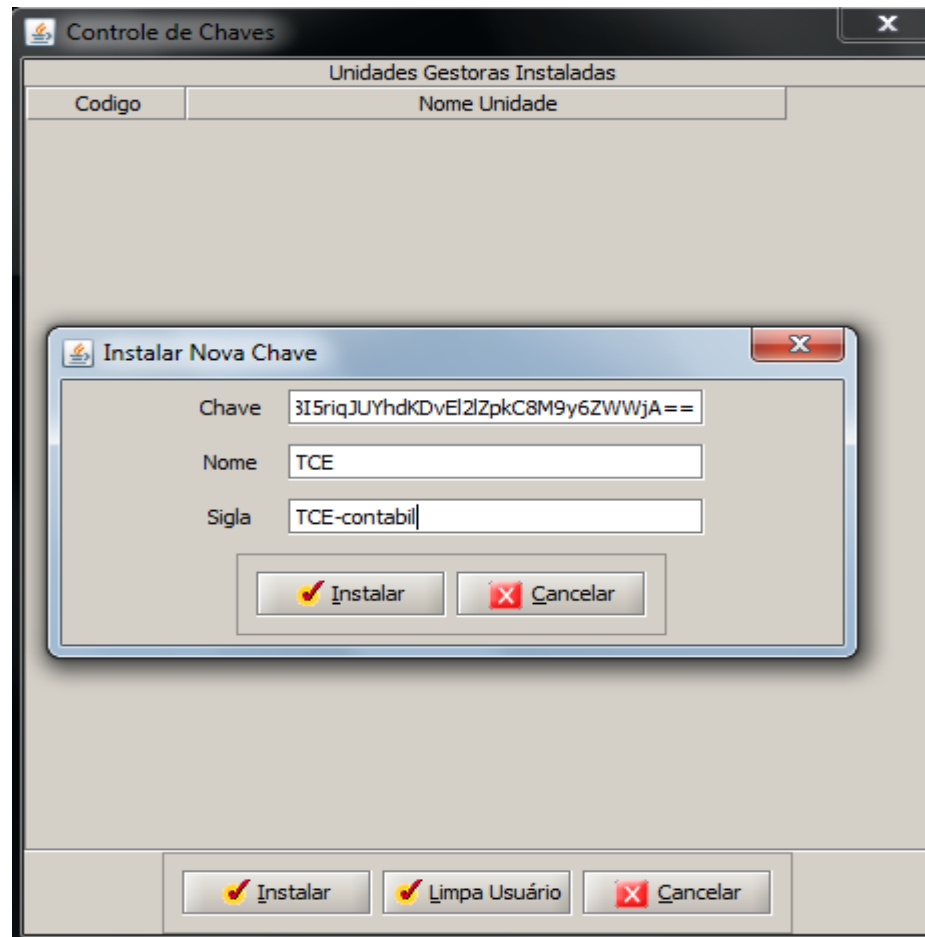 Controle de Chaves
Unidades Gestoras Instaladas
Codigo Nome Unidade
Instalar Nova Chave
Chave 3I5riqJUYhdKDvEl2lZpkC8M9y6ZWWjA==
Nome TCE
Sigla TCE-contabil
Instalar Cancelar
Instalar Limpa Usuário Cancelar